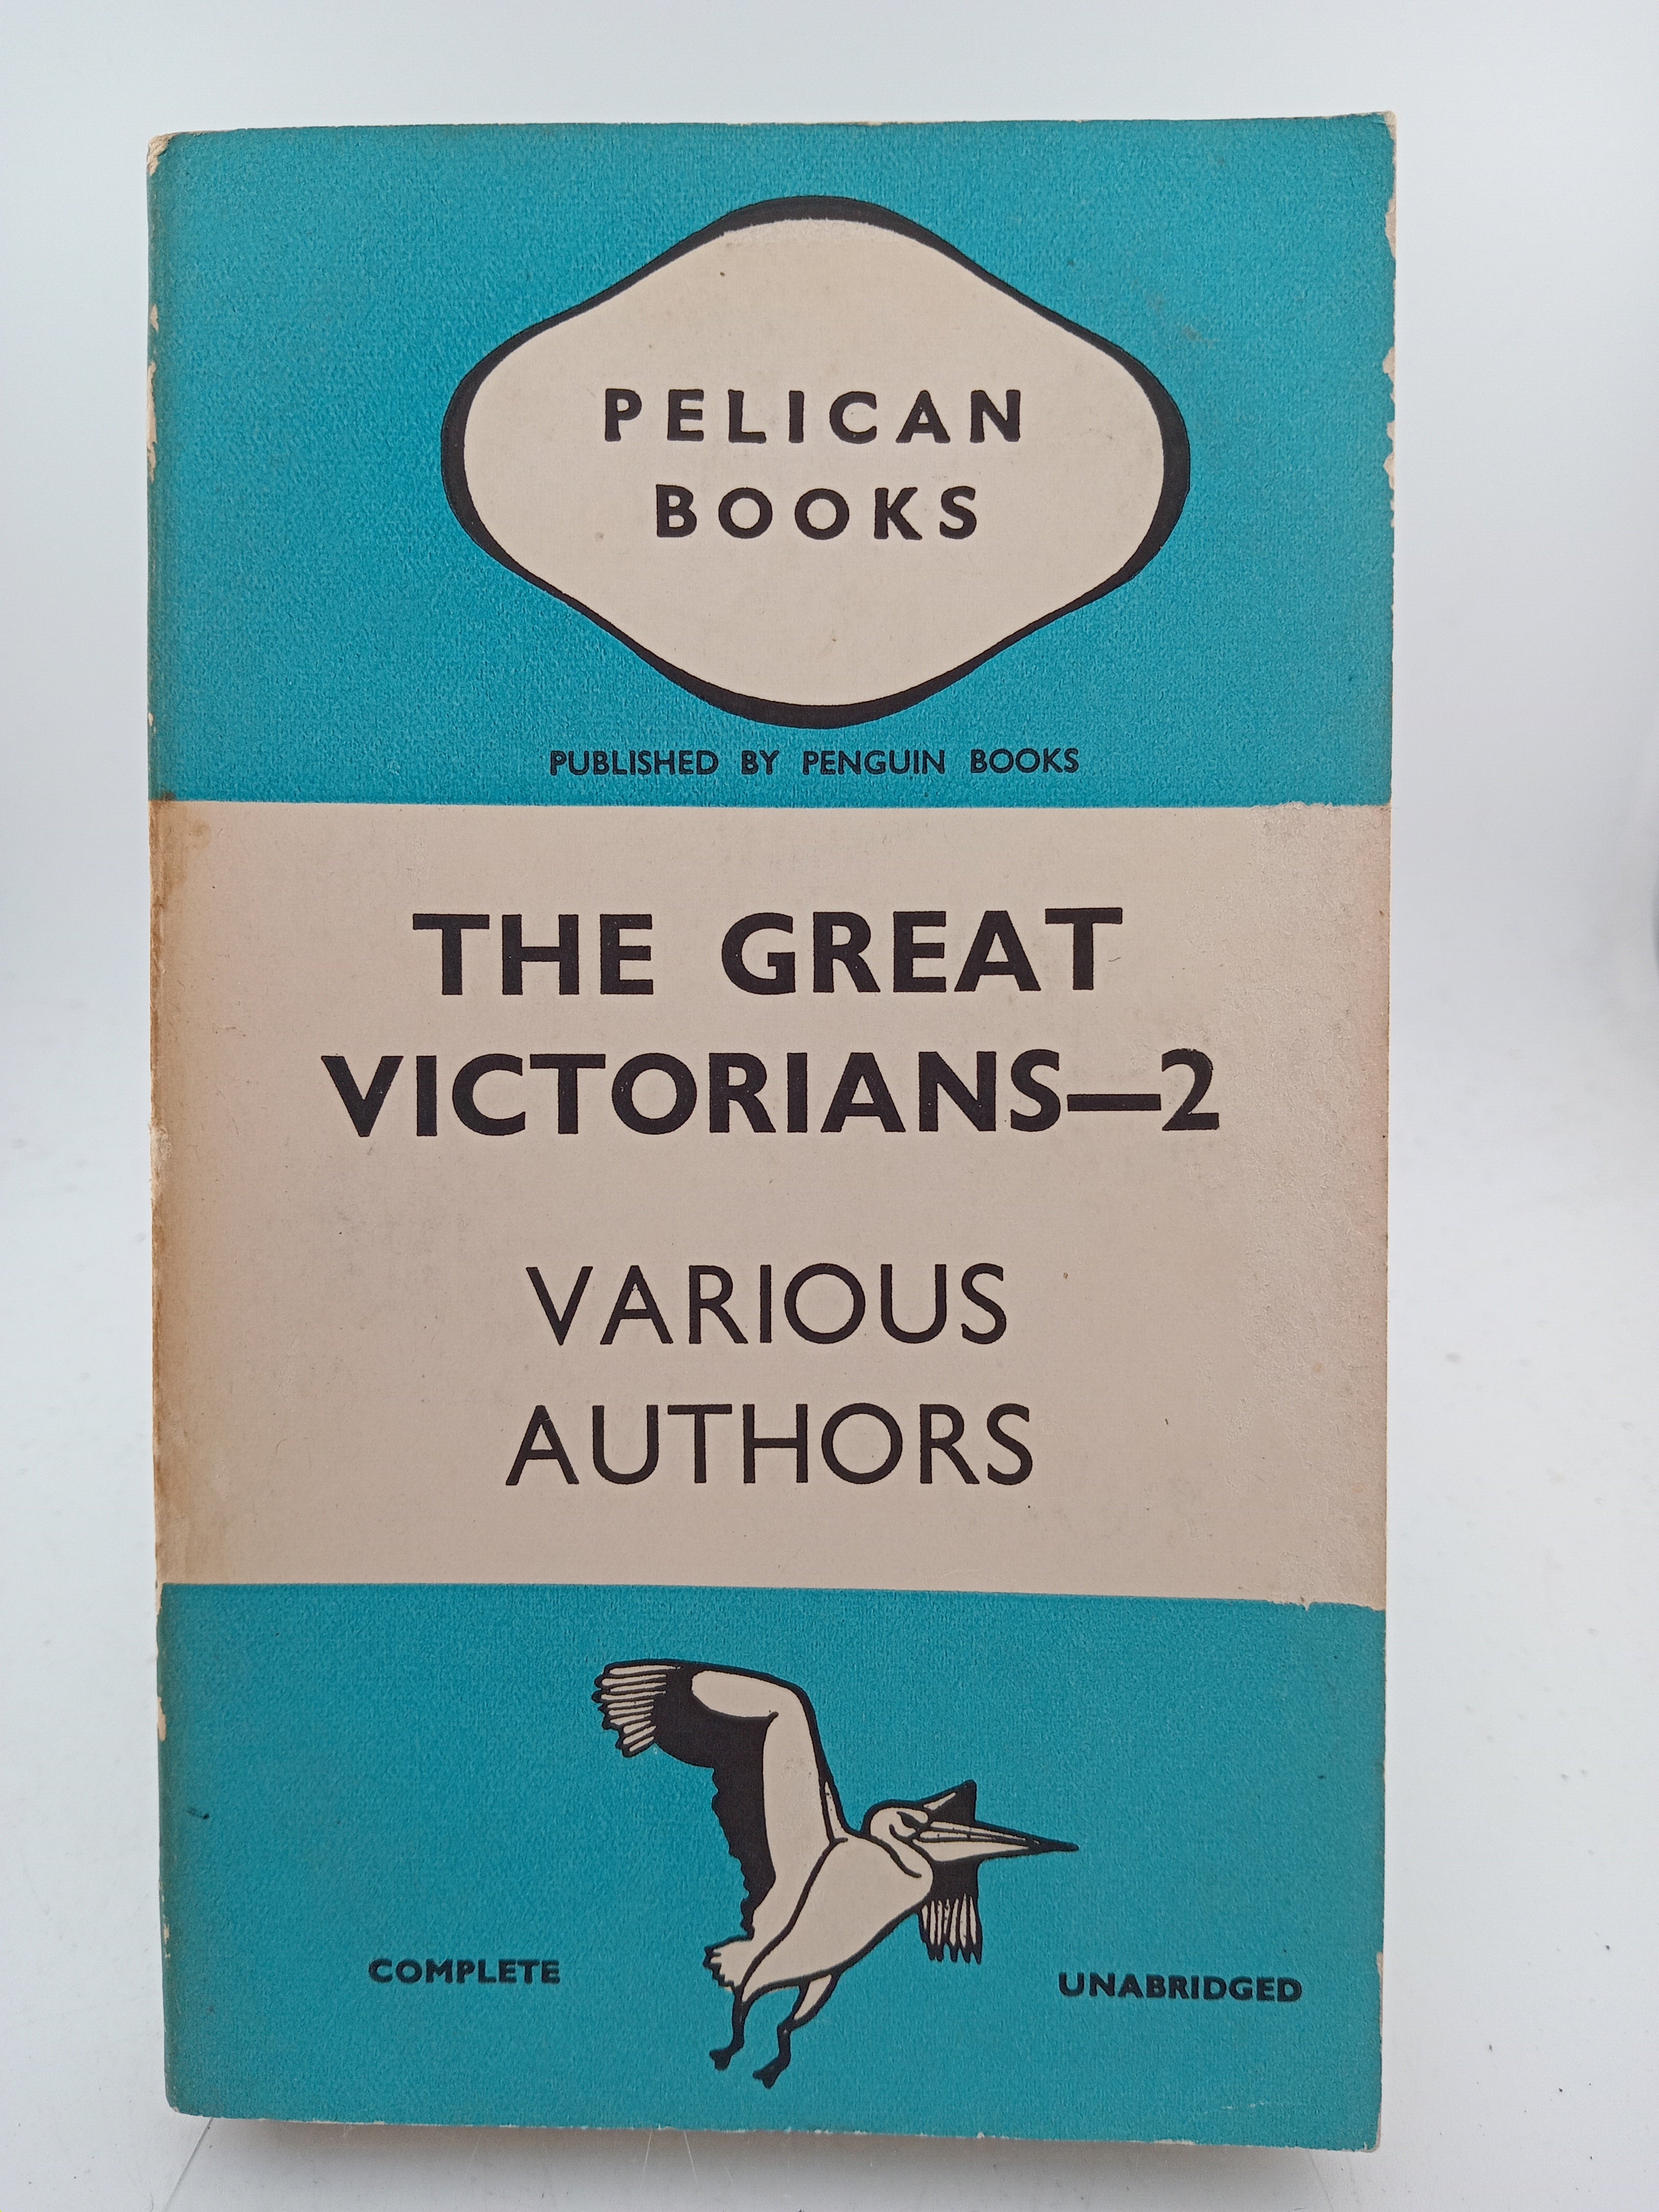 PELICAN
BOOKS
PUBLISHED BY PENGUIN BOOKS
THE GREAT
VICTORIANS—2
VARIOUS
AUTHORS
COMPLETE
UNABRIDGED